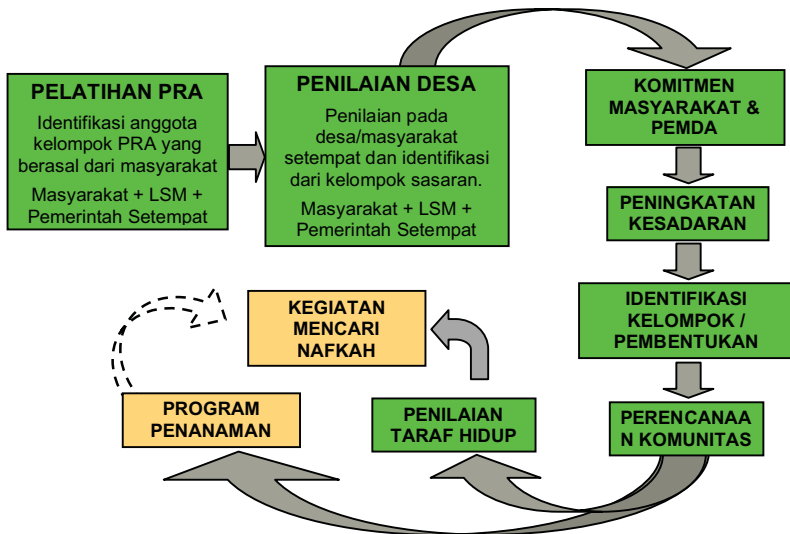 PELATIHAN PRA
Identifikasi anggota
kelompok PRA yang
berasal dari masyarakat
Masyarakat + LSM +
Pemerintah Setempat
PENILAIAN DESA
Penilaian pada
desa/masyarakat
setempat dan identifikasi
dari kelompok sasaran.
Masyarakat + LSM +
Pemerintah Setempat
KOMITMEN
MASYARAKAT &
PEMDA
PENINGKATAN
KESADARAN
IDENTIFIKASI
KELOMPOK /
PEMBENTUKAN
PERENCANAA
N KOMUNITAS
PENILAIAN
TARAF HIDUP
KEGIATAN
MENCARI
NAFKAH
PROGRAM
PENANAMAN